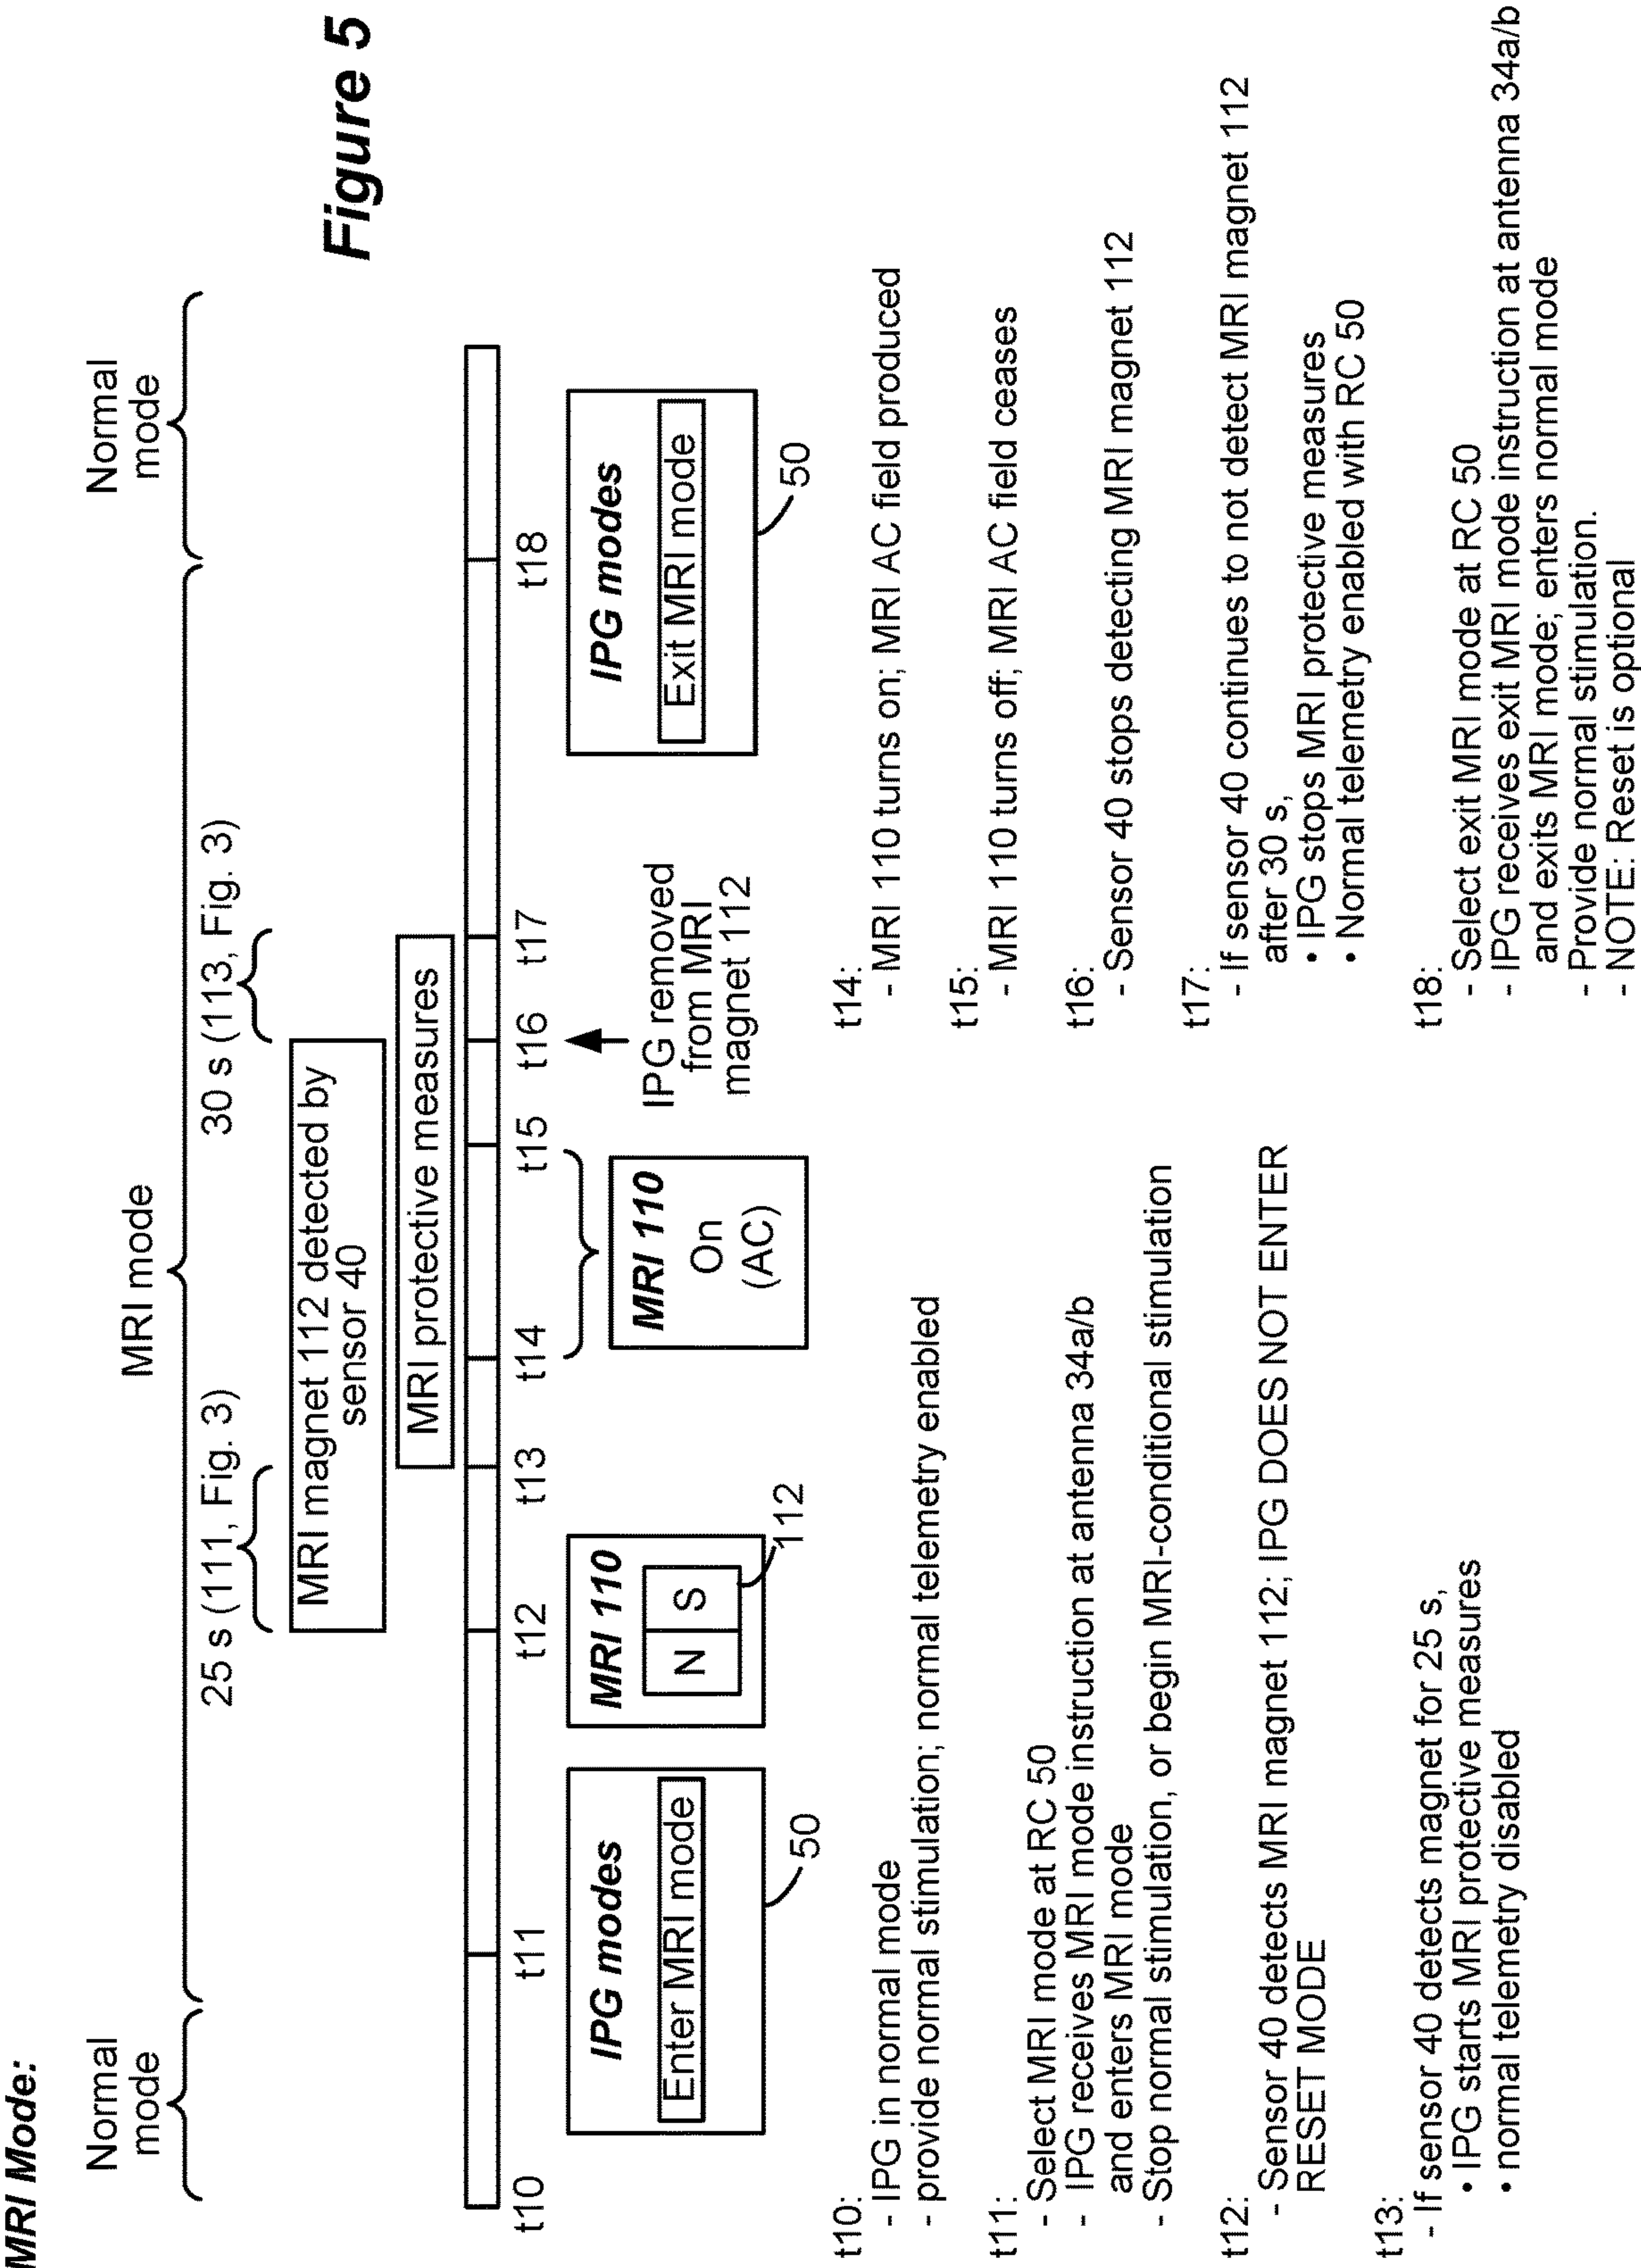 MRI Mode:
Figure 5
Normal
mode
MRI mode
Normal
mode
25 s (111, Fig. 3)
30 s (113, Fig. 3)
MRI magnet 112 detected by
sensor 40
MRI protective measures
t10
t11
t12
t13
t14
t15
t16
t17
t18
IPG modes
Enter MRI mode
50
MRI 110
N S
112
MRI 110
On
(AC)
IPG removed
from MRI
magnet 112
IPG modes
Exit MRI mode
50
t10:
- IPG in normal mode
- provide normal stimulation; normal telemetry enabled
t11:
- Select MRI mode at RC 50
- IPG receives MRI mode instruction at antenna 34a/b
and enters MRI mode
- Stop normal stimulation, or begin MRI-conditional stimulation
t12:
- Sensor 40 detects MRI magnet 112; IPG DOES NOT ENTER
RESET MODE
t13:
- If sensor 40 detects magnet for 25 s,
• IPG starts MRI protective measures
• normal telemetry disabled
t14:
- MRI 110 turns on; MRI AC field produced
t15:
- MRI 110 turns off; MRI AC field ceases
t16:
- Sensor 40 stops detecting MRI magnet 112
t17:
- If sensor 40 continues to not detect MRI magnet 112
after 30 s,
• IPG stops MRI protective measures
• Normal telemetry enabled with RC 50
t18:
- Select exit MRI mode at RC 50
- IPG receives exit MRI mode instruction at antenna 34a/b
and exits MRI mode; enters normal mode
- Provide normal stimulation.
- NOTE: Reset is optional